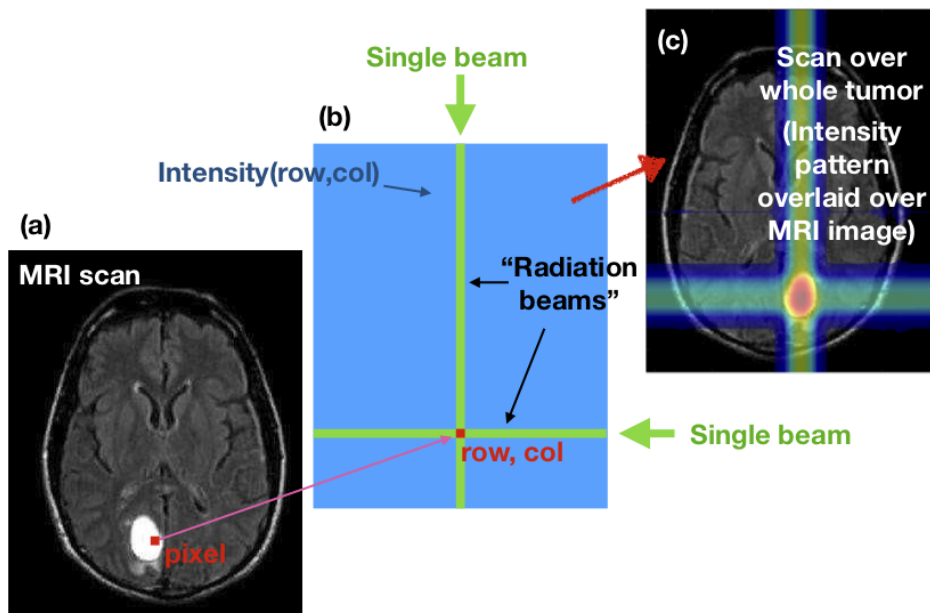 (a)
MRI scan
pixel
(b)
Single beam
Intensity(row,col)
“Radiation
beams”
row, col
Single beam
(c)
Scan over
whole tumor
(Intensity
pattern
overlaid over
MRI image)